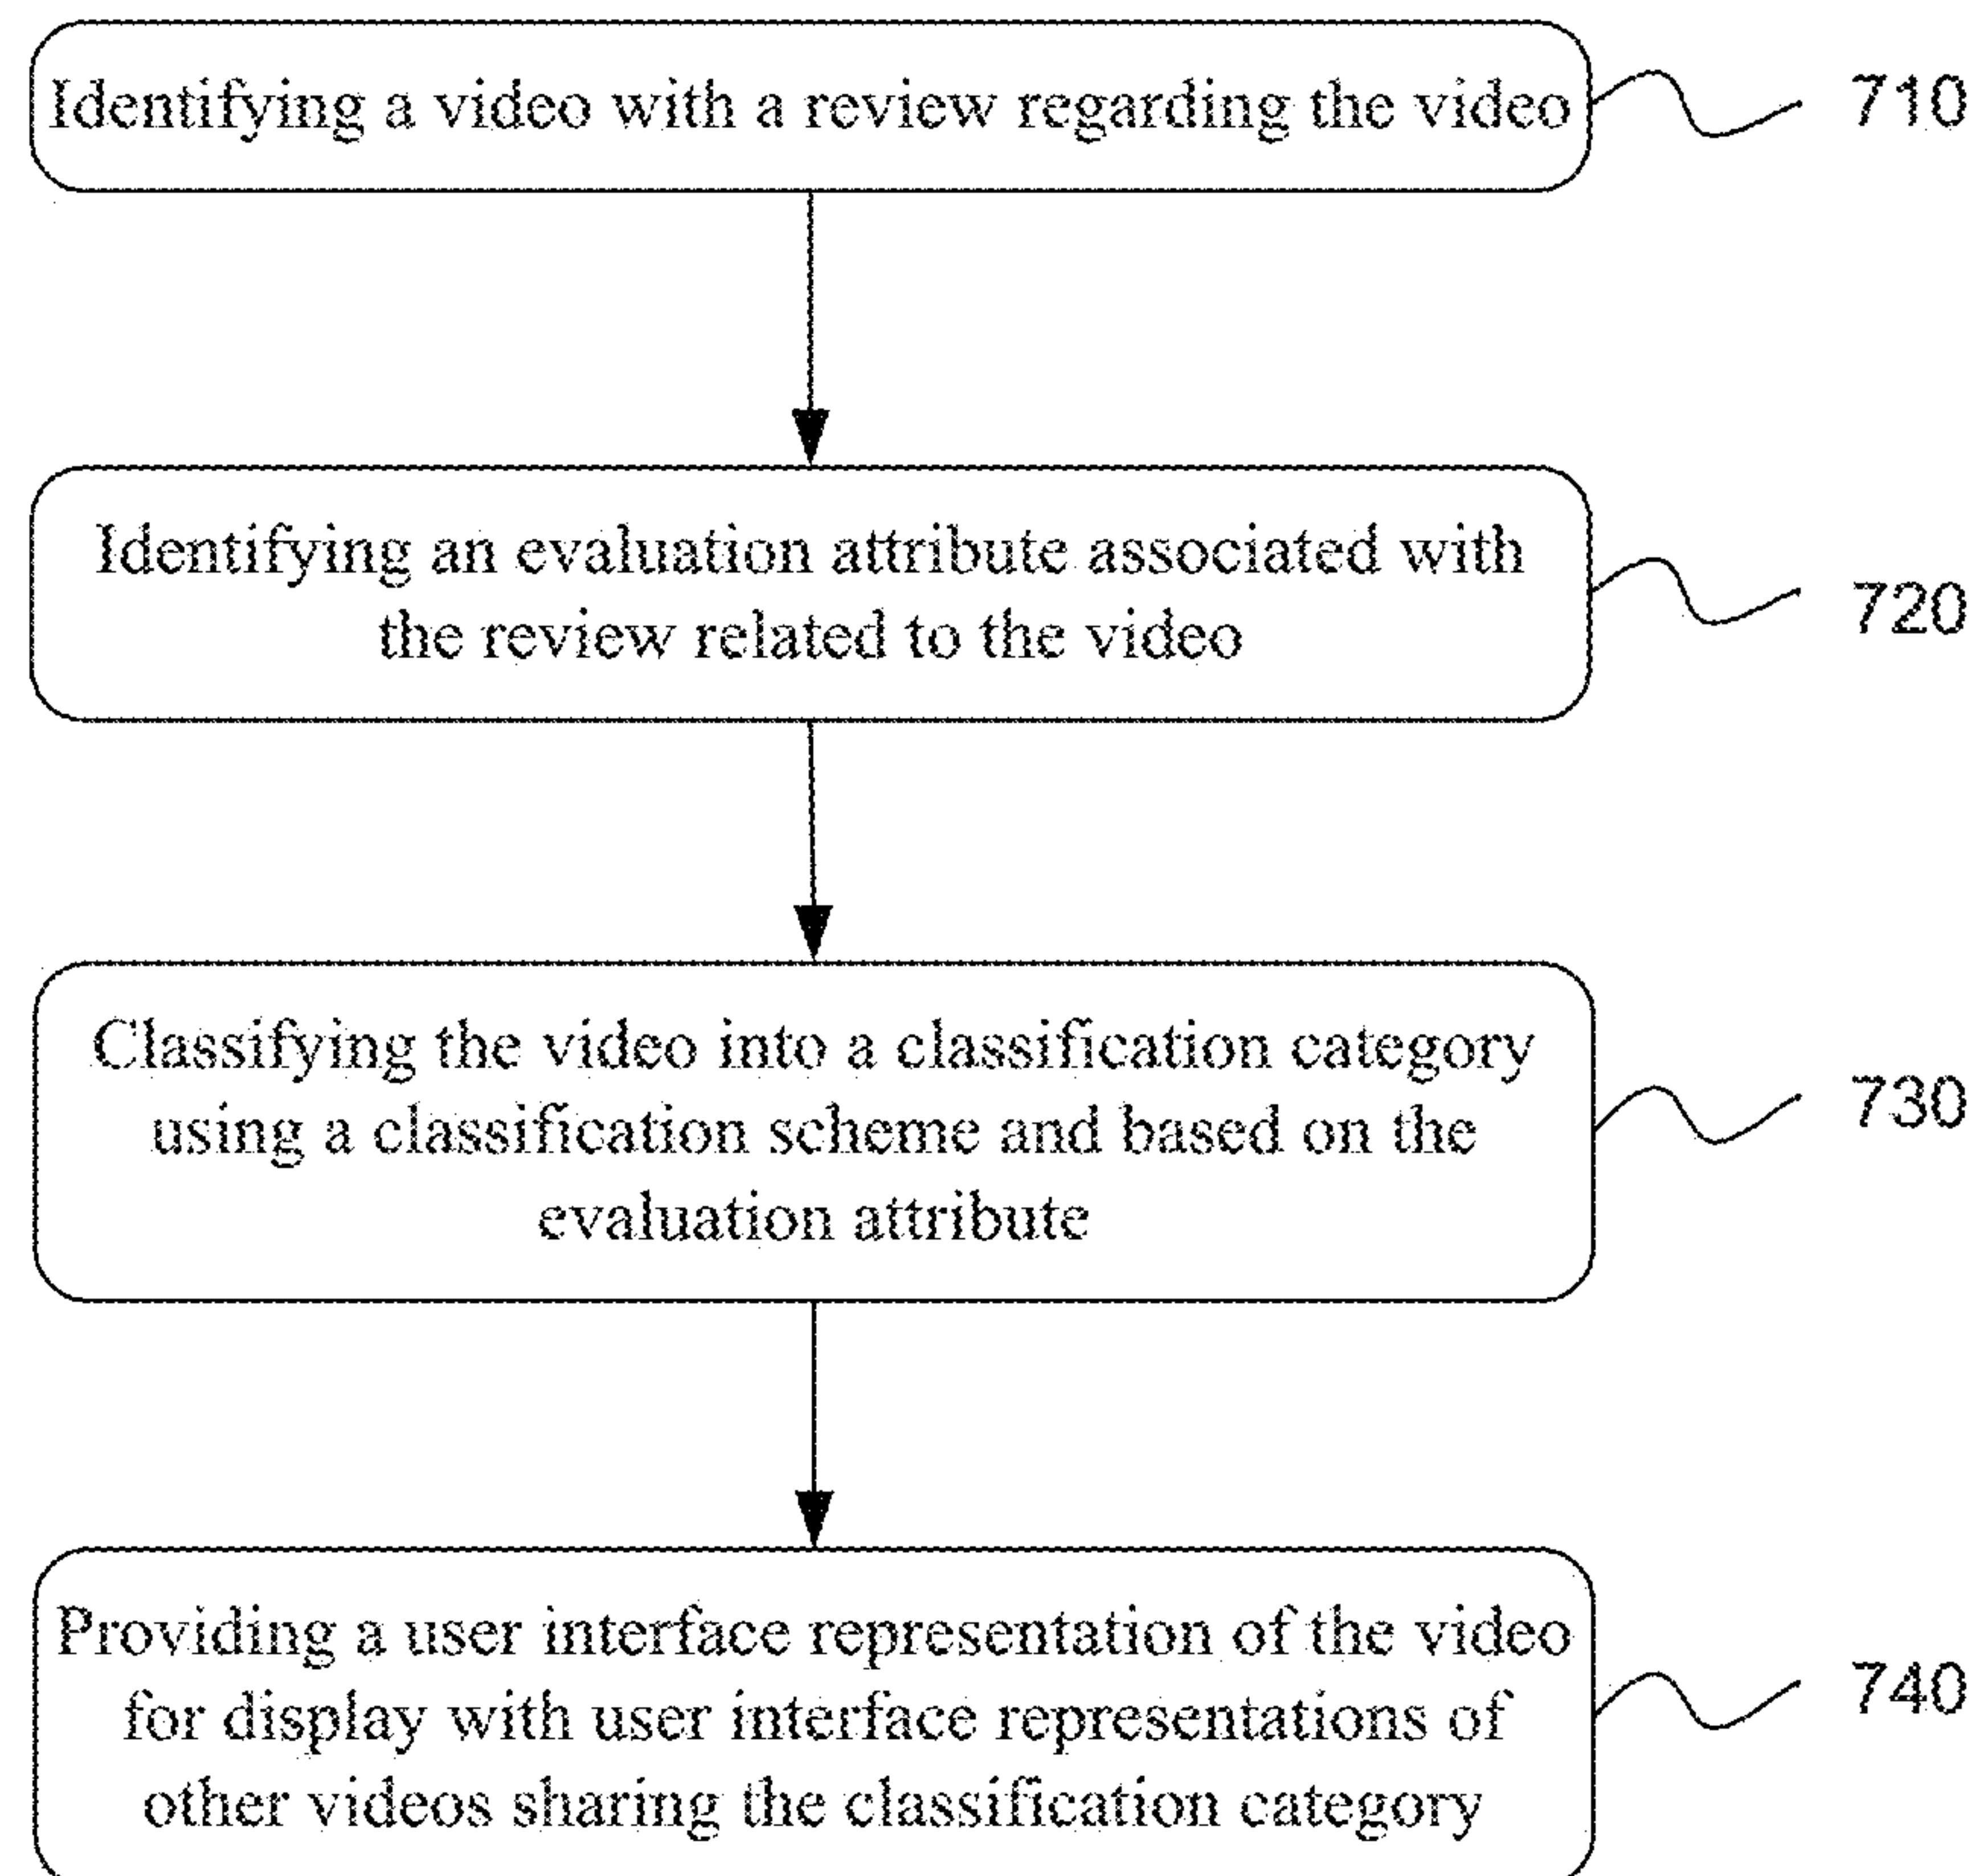 Identifying a video with a review regarding the video
710
Identifying an evaluation attribute associated with
the review related to the video
720
Classifying the video into a classification category
using a classification scheme and based on the
evaluation attribute
730
Providing a user interface representation of the video
for display with user interface representations of
other videos sharing the classification category
740